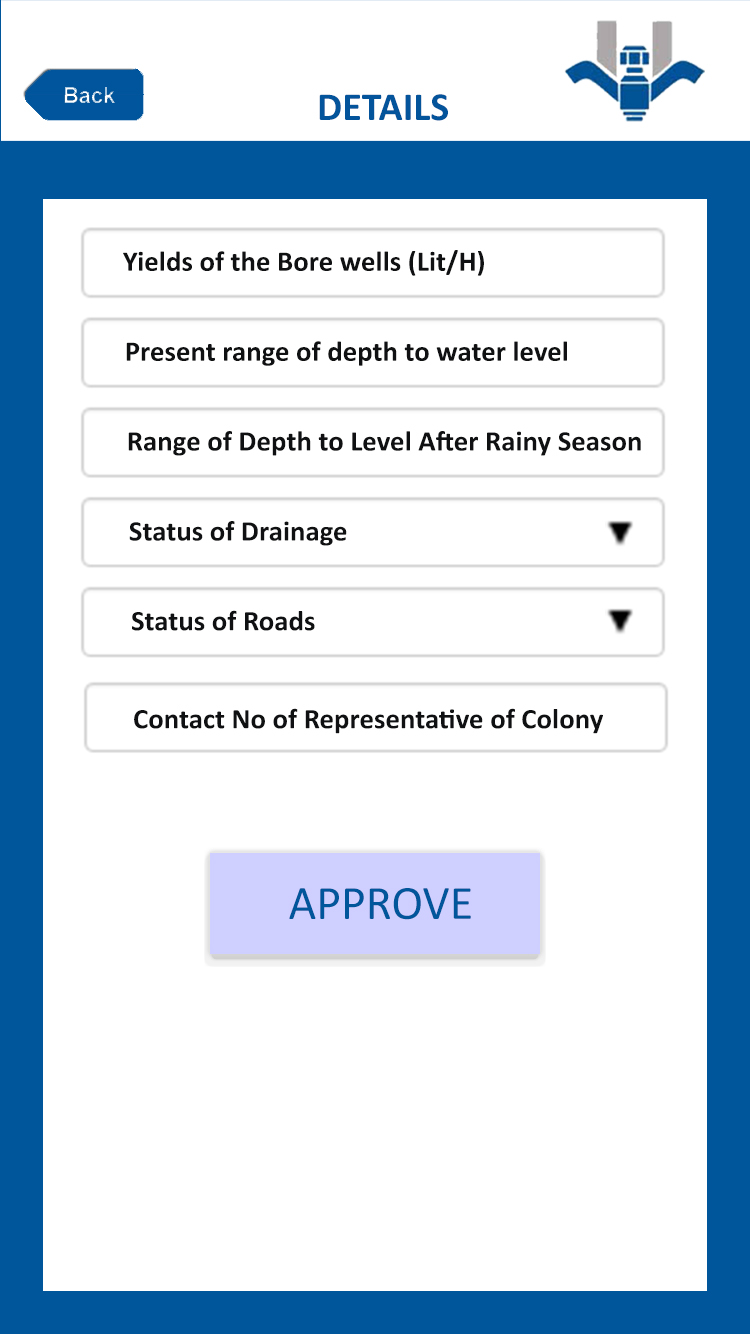 Back
DETAILS
Yields of the Bore wells (Lit/H)
Present range of depth to water level
Range of Depth to Level After Rainy Season
Status of Drainage
Status of Roads
Contact No of Representative of Colony
APPROVE